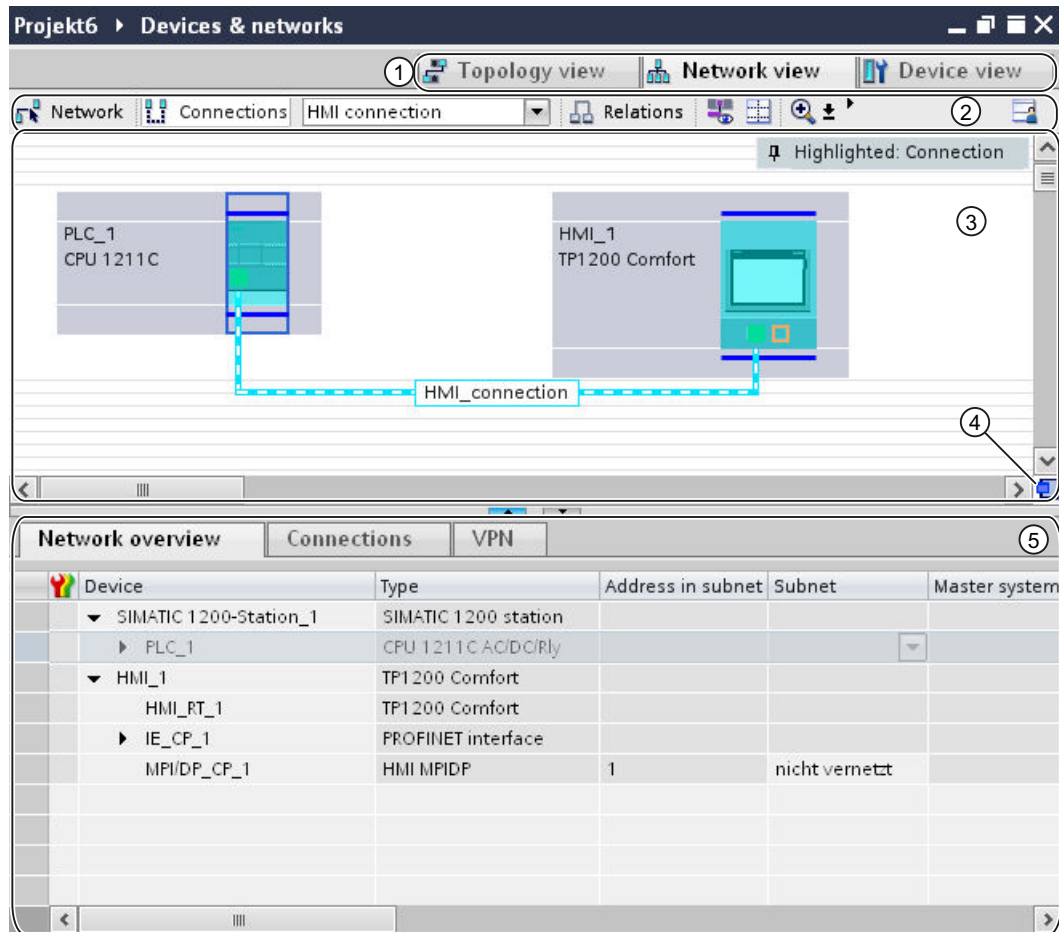 Projekt6 ▸ Devices & networks
1 Topology view Network view Device view
Network Connections HMI connection Relations 2
Highlighted: Connection
3
PLC_1
CPU 1211C
HMI_1
TP1200 Comfort
HMI_connection
4
Network overview Connections VPN 5
Device Type Address in subnet Subnet Master system
SIMATIC 1200-Station_1 SIMATIC 1200 station
PLC_1 CPU 1211C AC/DC/Rly
HMI_1 TP1200 Comfort
HMI_RT_1 TP1200 Comfort
IE_CP_1 PROFINET interface
MPI/DP_CP_1 HMI MPIDP 1 nicht vernetzt